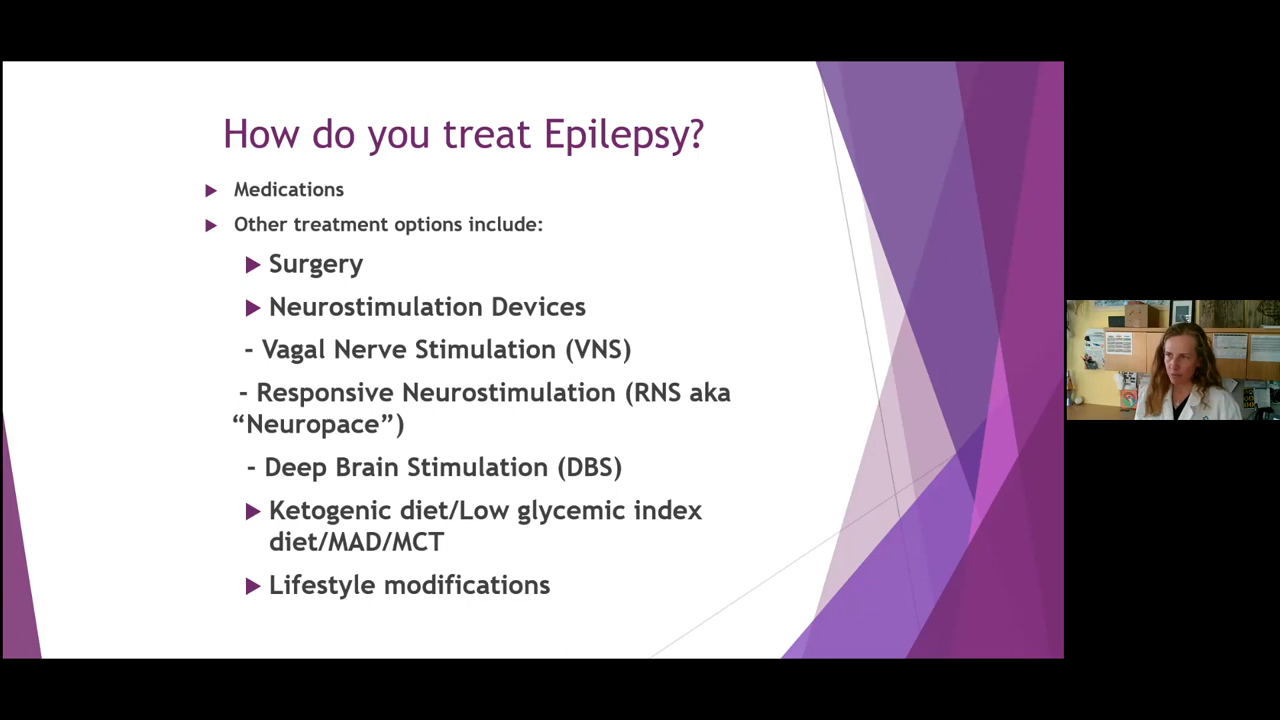 How do you treat Epilepsy?
Medications
Other treatment options include:
Surgery
Neurostimulation Devices
- Vagal Nerve Stimulation (VNS)
- Responsive Neurostimulation (RNS aka
“Neuropace”)
- Deep Brain Stimulation (DBS)
Ketogenic diet/Low glycemic index
diet/MAD/MCT
Lifestyle modifications